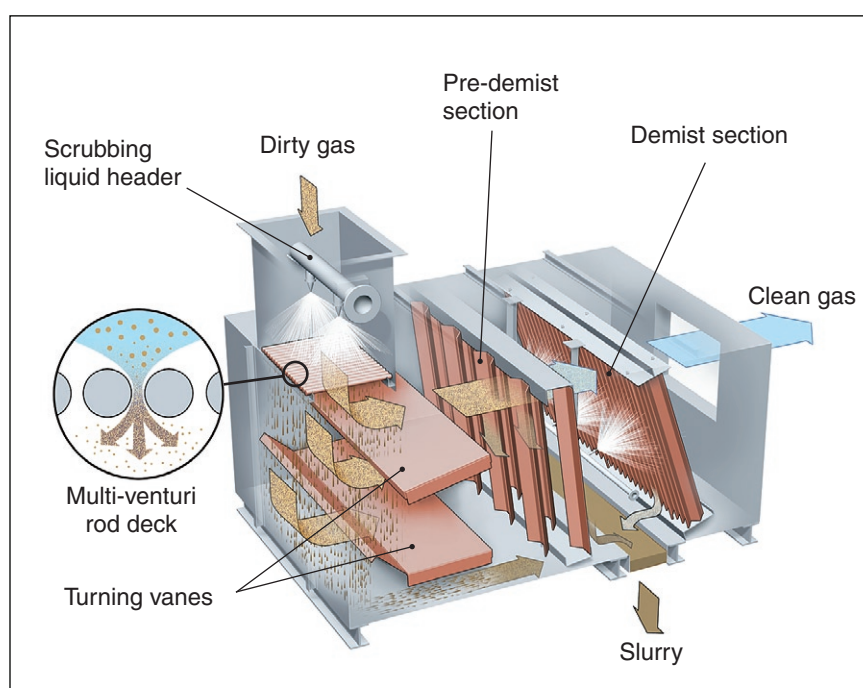 Pre-demist
section
Demist section
Scrubbing
liquid header
Dirty gas
Clean gas
Multi-venturi
rod deck
Turning vanes
Slurry